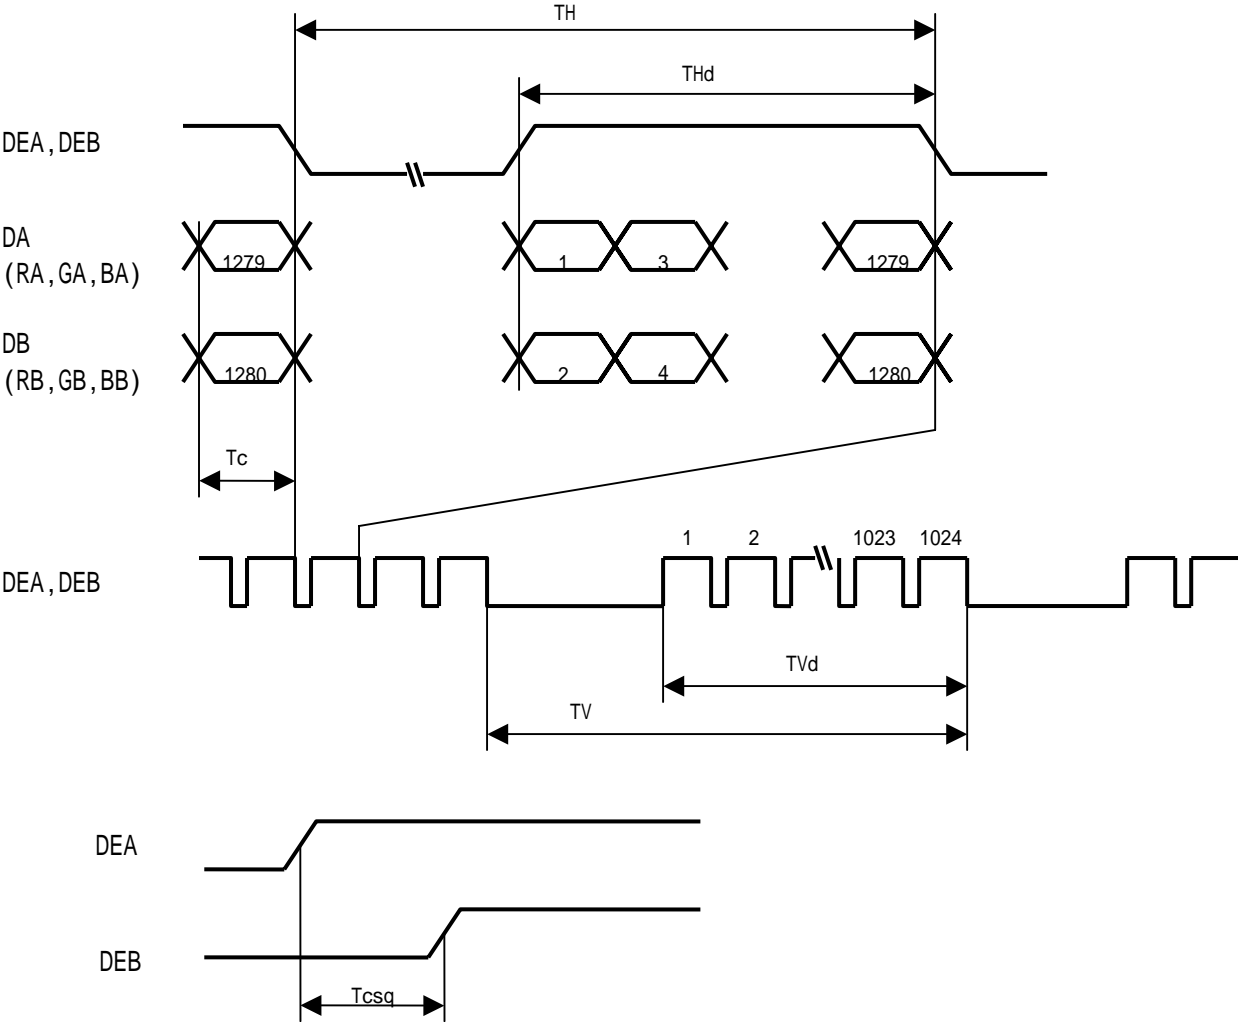 TH
THd
DEA,DEB
DA
(RA,GA,BA)
1279
1
3
1279
DB
(RB,GB,BB)
1280
2
4
1280
Tc
1
2
1023
1024
DEA,DEB
TVd
TV
DEA
DEB
Tcsq